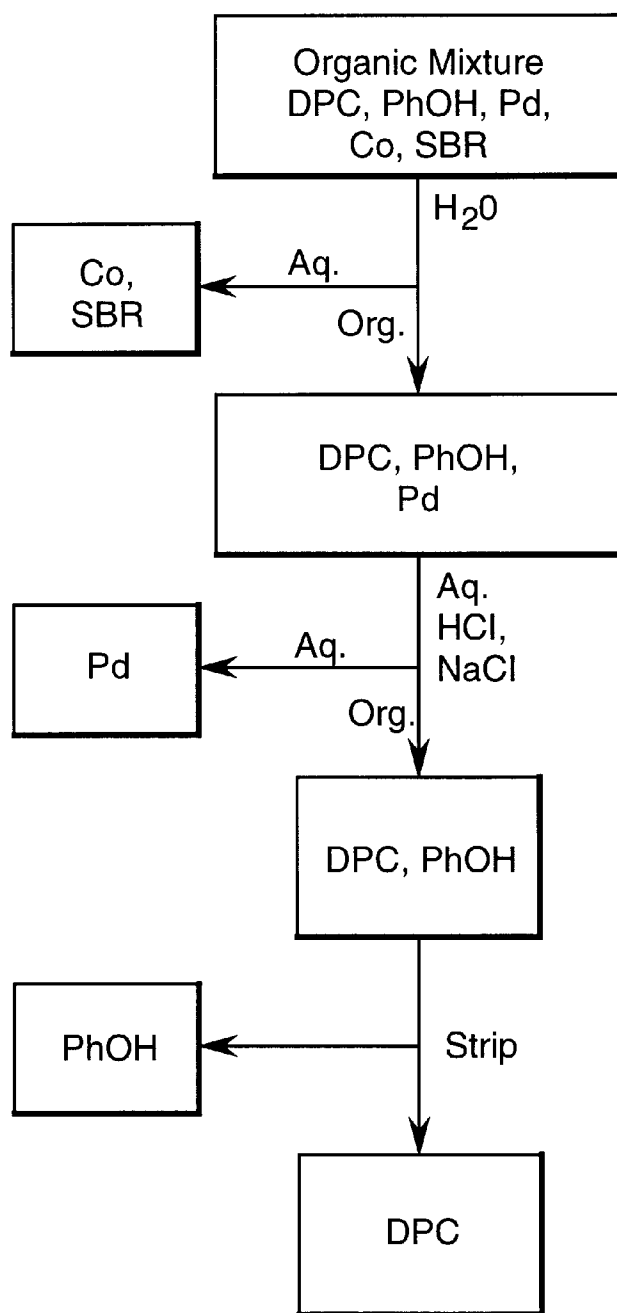 Organic Mixture
DPC, PhOH, Pd,
Co, SBR
H₂0
Aq.
Co,
SBR
Org.
DPC, PhOH,
Pd
Aq.
HCl,
NaCl
Aq.
Pd
Org.
DPC, PhOH
PhOH
Strip
DPC